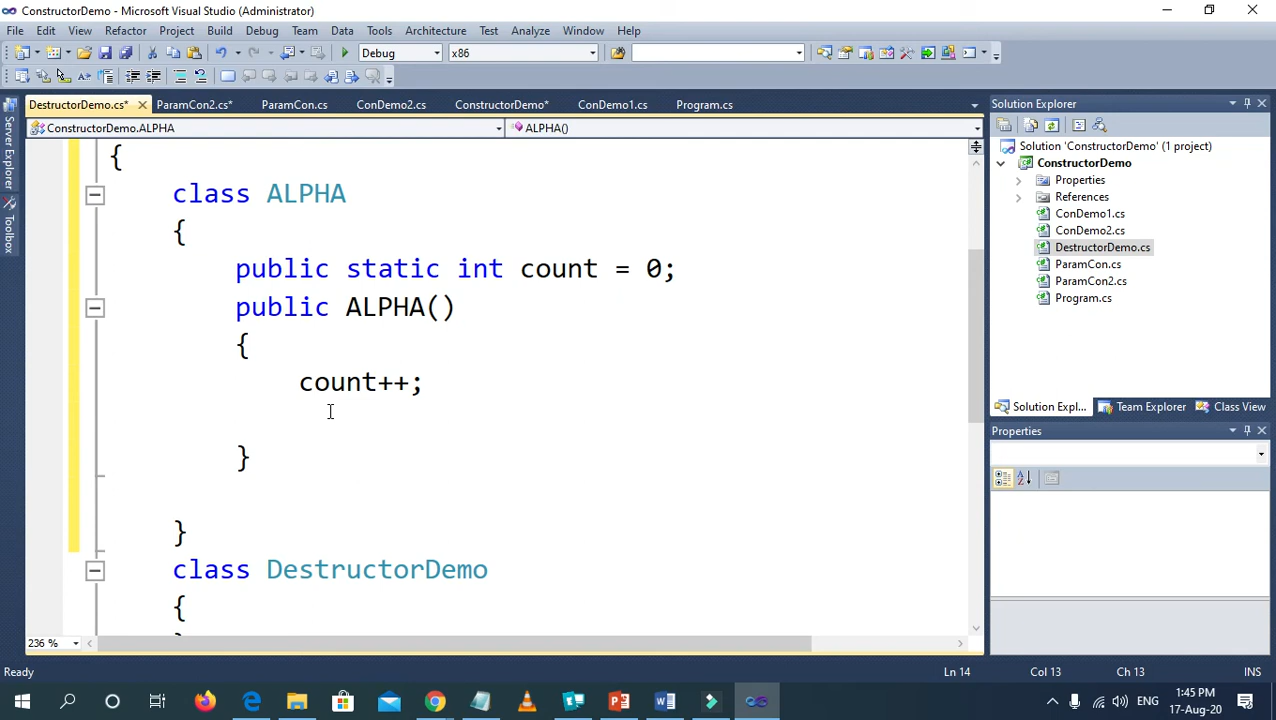 ConstructorDemo - Microsoft Visual Studio (Administrator)
File Edit View Refactor Project Build Debug Team Data Tools Architecture Test Analyze Window Help
Debug x86
DestructorDemo.cs* ParamCon2.cs* ParamCon.cs ConDemo2.cs ConstructorDemo* ConDemo1.cs Program.cs
ConstructorDemo.ALPHA ALPHA()
{
class ALPHA
{
public static int count = 0;
public ALPHA()
{
count++;
}
}
class DestructorDemo
{
236 %
Server Explorer
Toolbox
Solution Explorer
Solution 'ConstructorDemo' (1 project)
ConstructorDemo
Properties
References
ConDemo1.cs
ConDemo2.cs
DestructorDemo.cs
ParamCon.cs
ParamCon2.cs
Program.cs
Solution Expl... Team Explorer Class View
Properties
Ready Ln 14 Col 13 Ch 13 INS
ENG 1:45 PM
17-Aug-20